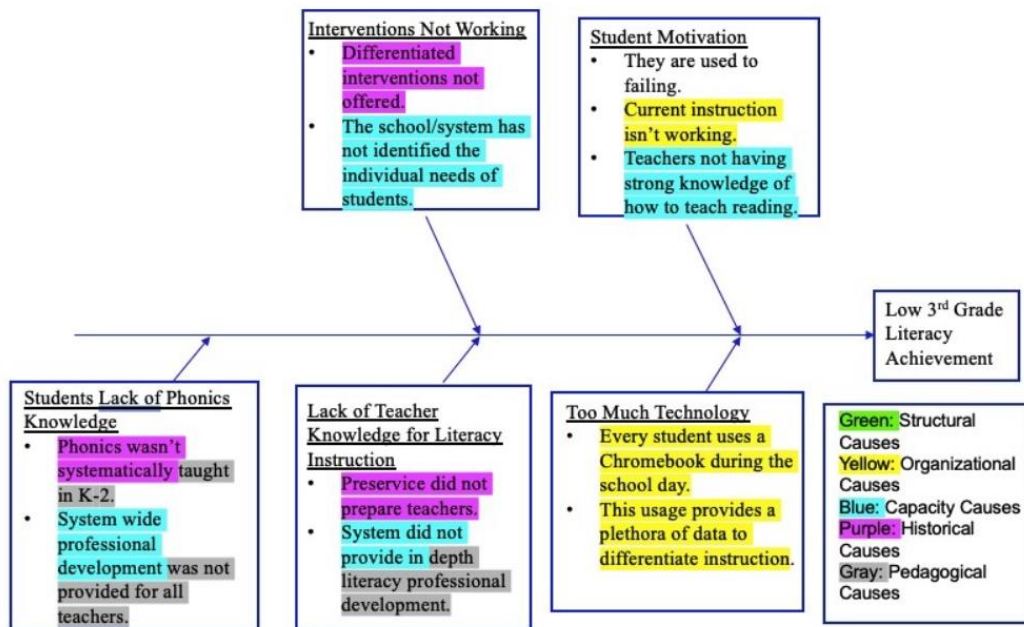 Interventions Not Working
• Differentiated
interventions not
offered.
• The school/system has
not identified the
individual needs of
students.
Student Motivation
• They are used to
failing.
• Current instruction
isn’t working.
• Teachers not having
strong knowledge of
how to teach reading.
Low 3rd Grade
Literacy
Achievement
Students Lack of Phonics
Knowledge
• Phonics wasn’t
systematically taught
in K-2.
• System wide
professional
development was not
provided for all
teachers.
Lack of Teacher
Knowledge for Literacy
Instruction
• Preservice did not
prepare teachers.
• System did not
provide in depth
literacy professional
development.
Too Much Technology
• Every student uses a
Chromebook during the
school day.
• This usage provides a
plethora of data to
differentiate instruction.
Green: Structural
Causes
Yellow: Organizational
Causes
Blue: Capacity Causes
Purple: Historical
Causes
Gray: Pedagogical
Causes